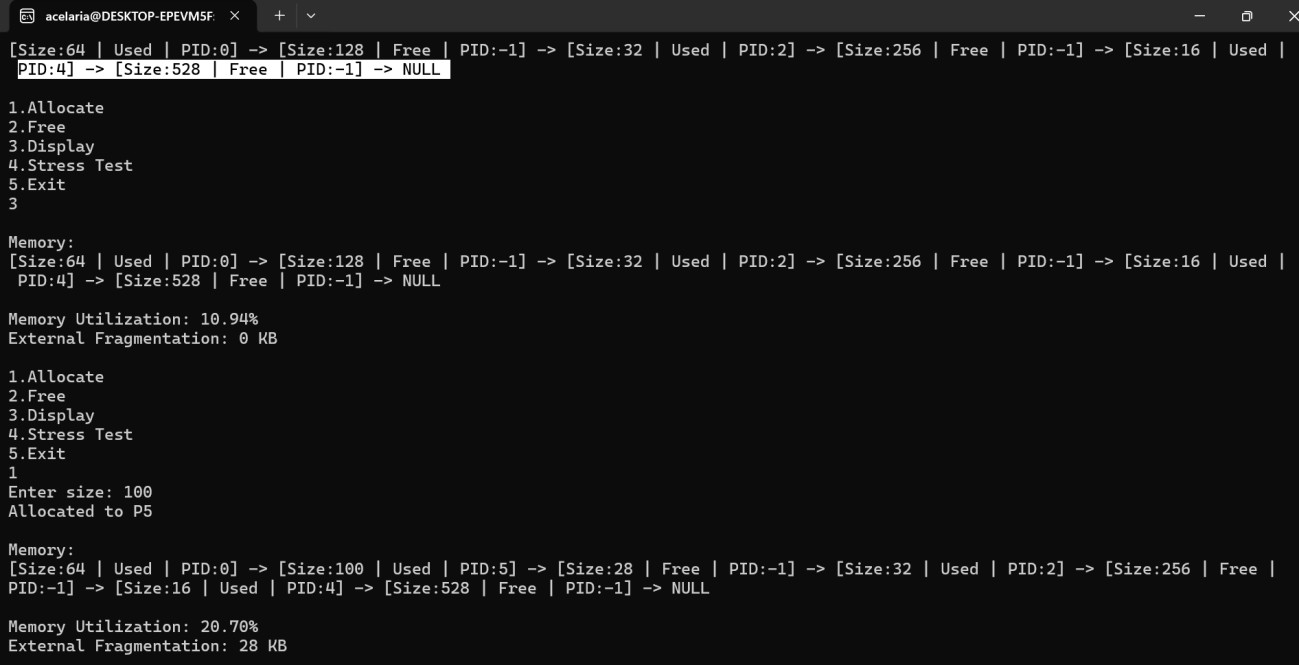 acelaria@DESKTOP-EPEVM5F:
[Size:64 | Used | PID:0] -> [Size:128 | Free | PID:-1] -> [Size:32 | Used | PID:2] -> [Size:256 | Free | PID:-1] -> [Size:16 | Used |
PID:4] -> [Size:528 | Free | PID:-1] -> NULL
1.Allocate
2.Free
3.Display
4.Stress Test
5.Exit
3
Memory:
[Size:64 | Used | PID:0] -> [Size:128 | Free | PID:-1] -> [Size:32 | Used | PID:2] -> [Size:256 | Free | PID:-1] -> [Size:16 | Used |
PID:4] -> [Size:528 | Free | PID:-1] -> NULL
Memory Utilization: 10.94%
External Fragmentation: 0 KB
1.Allocate
2.Free
3.Display
4.Stress Test
5.Exit
1
Enter size: 100
Allocated to P5
Memory:
[Size:64 | Used | PID:0] -> [Size:100 | Used | PID:5] -> [Size:28 | Free | PID:-1] -> [Size:32 | Used | PID:2] -> [Size:256 | Free |
PID:-1] -> [Size:16 | Used | PID:4] -> [Size:528 | Free | PID:-1] -> NULL
Memory Utilization: 20.70%
External Fragmentation: 28 KB